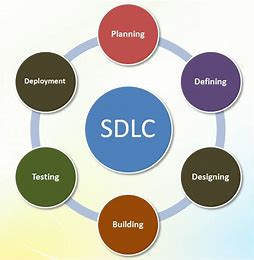 Planning
Deployment
Defining
SDLC
Testing
Designing
Building